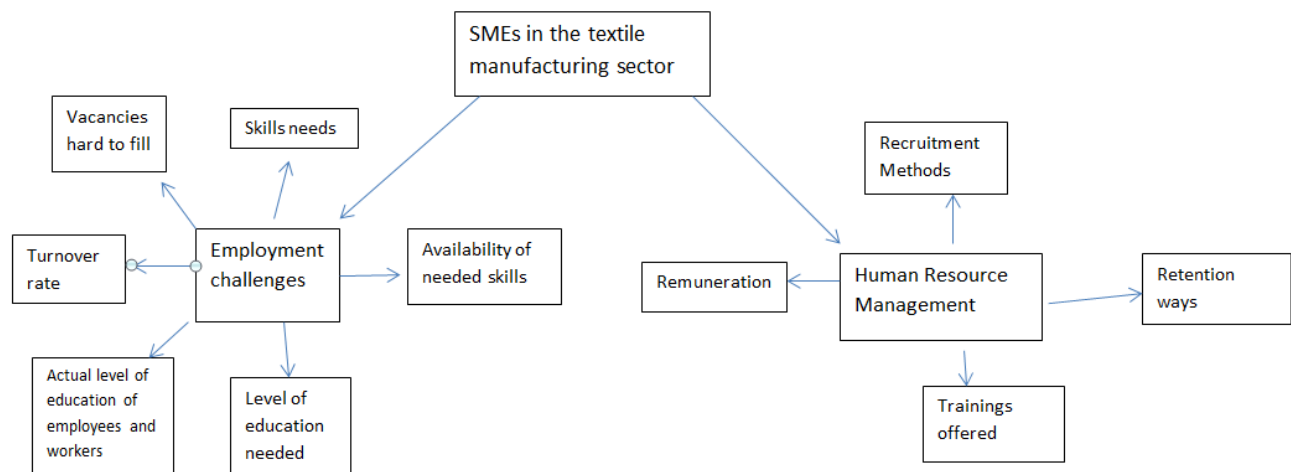 SMEs in the textile
manufacturing sector
Vacancies
hard to fill
Skills needs
Recruitment
Methods
Turnover
rate
Employment
challenges
Availability of
needed skills
Remuneration
Human Resource
Management
Retention
ways
Actual level of
education of
employees and
workers
Level of
education
needed
Trainings
offered